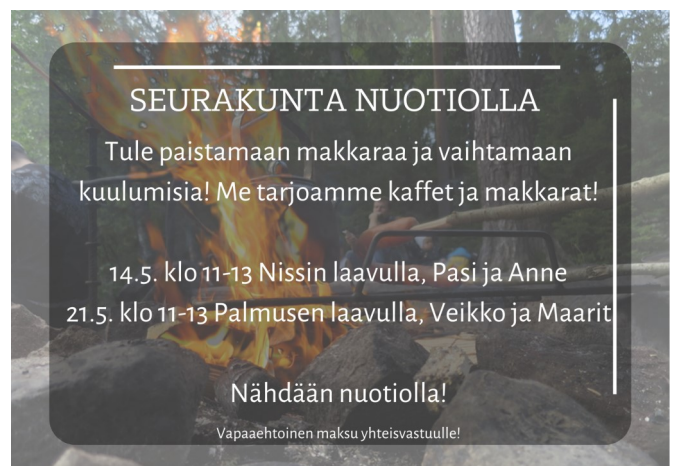 SEURAKUNTA NUOTIOLLA
Tule paistamaan makkaraa ja vaihtamaan
kuulumisia! Me tarjoamme kaffet ja makkarat!
14.5. klo 11-13 Nissin laavulla, Pasi ja Anne
21.5. klo 11-13 Palmusen laavulla, Veikko ja Maarit
Nähdään nuotiolla!
Vapaaehtoinen maksu yhteisvastuulle!